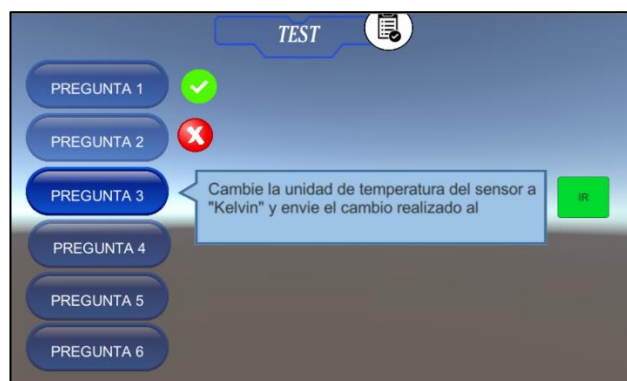 TEST
PREGUNTA 1
PREGUNTA 2
PREGUNTA 3
Cambie la unidad de temperatura del sensor a
"Kelvin" y envie el cambio realizado al
IR
PREGUNTA 4
PREGUNTA 5
PREGUNTA 6